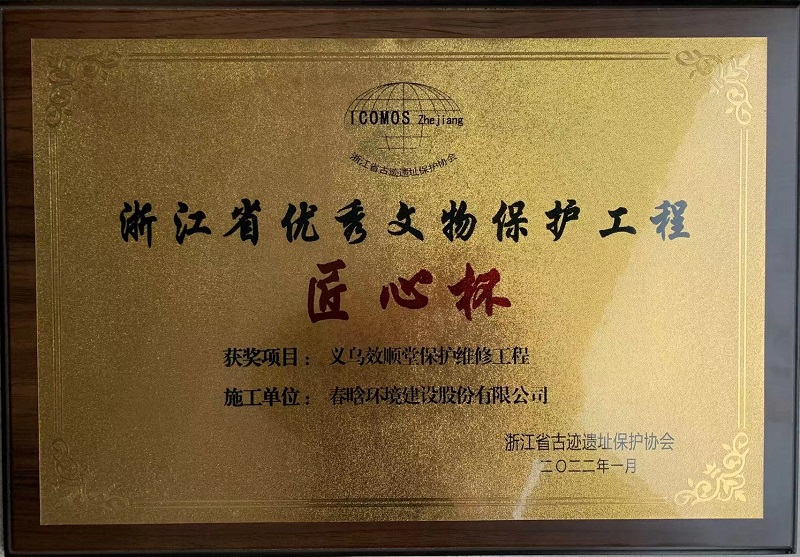 ICOMOS Zhejiang
浙江省古迹遗址保护协会
浙江省优秀文物保护工程
匠心杯
获奖项目：义乌效顺堂保护维修工程
施工单位：春晗环境建设股份有限公司
浙江省古迹遗址保护协会
二〇二二年一月